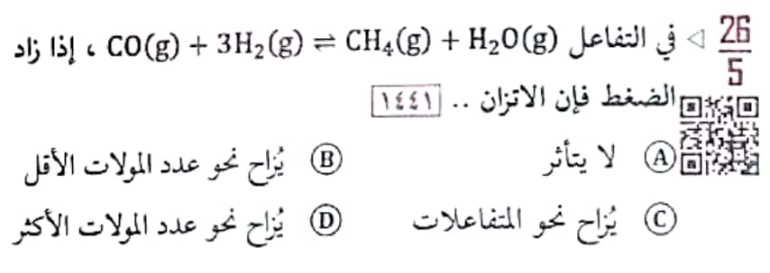 26/5 ◁ في التفاعل CO(g) + 3H₂(g) ⇌ CH₄(g) + H₂O(g) ، إذا زاد
الضغط فإن الاتزان .. ١٤٤١
A لا يتأثر B يُزاح نحو عدد المولات الأقل
C يُزاح نحو المتفاعلات D يُزاح نحو عدد المولات الأكثر